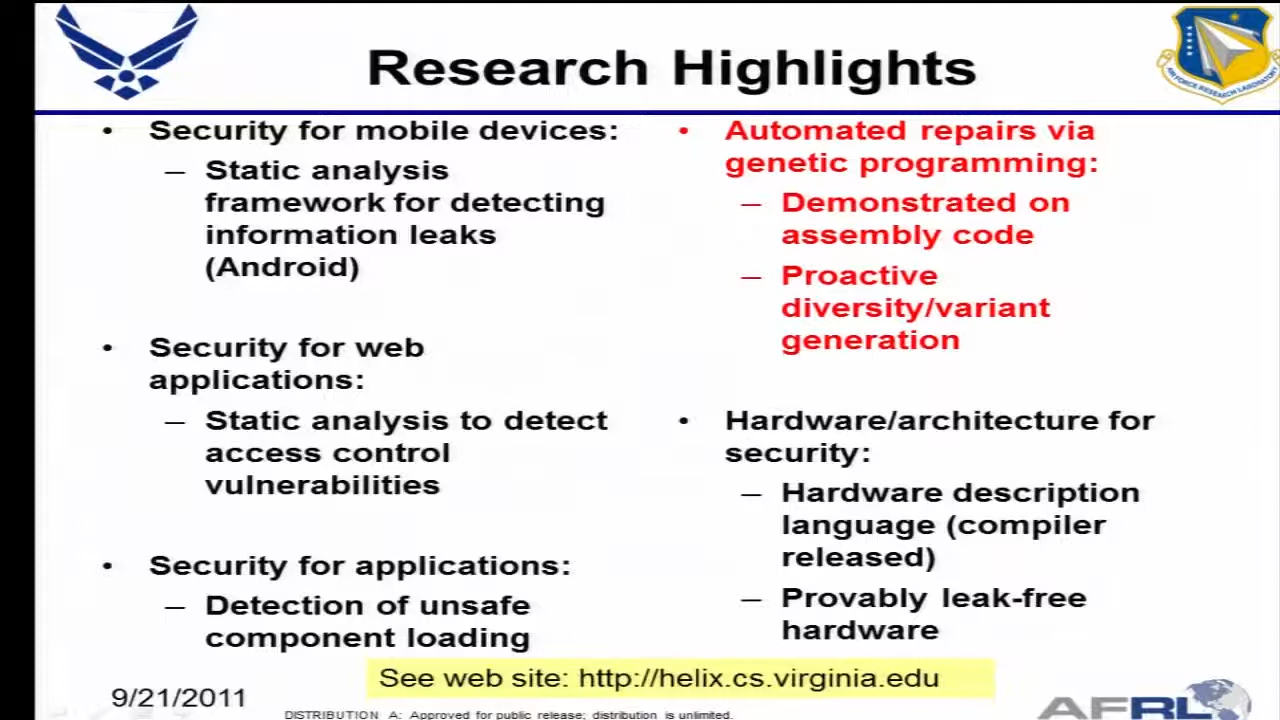 Research Highlights
AIR FORCE RESEARCH LABORATORY
• Security for mobile devices:
– Static analysis
framework for detecting
information leaks
(Android)
• Security for web
applications:
– Static analysis to detect
access control
vulnerabilities
• Security for applications:
– Detection of unsafe
component loading
• Automated repairs via
genetic programming:
– Demonstrated on
assembly code
– Proactive
diversity/variant
generation
• Hardware/architecture for
security:
– Hardware description
language (compiler
released)
– Provably leak-free
hardware
See web site: http://helix.cs.virginia.edu
9/21/2011
DISTRIBUTION A: Approved for public release; distribution is unlimited.
AFRL